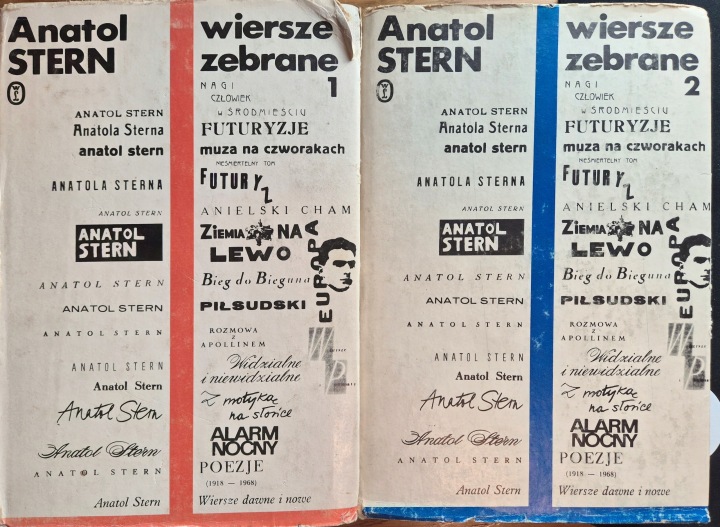 Anatol
STERN
wiersze
zebrane
1
ANATOL STERN
Anatola Sterna
anatol stern
ANATOLA STERNA
ANATOL STERN
ANATOL
STERN
ANATOL STERN
ANATOL STERN
ANATOL STERN
ANATOL STERN
Anatol Stern
Anatol Stern
Anatol Stern
ANATOL STERN
Anatol Stern
NAGI
CZŁOWIEK
w ŚRÓDMIEŚCIU
FUTURYZJE
muza na czworakach
NIEŚMIERTELNY TOM
FUTURYZ
ANIELSKI CHAM
ZIEMIA NA
LEWO
EUROPA
Bieg do Bieguna
PIŁSUDSKI
ROZMOWA
Z
APOLLINEM
W
P
Widzialne
i niewidzialne
Z motyką
na słońce
ALARM
NOCNY
POEZJE
(1918 — 1968)
Wiersze dawne i nowe
Anatol
STERN
wiersze
zebrane
2
ANATOL STERN
Anatola Sterna
anatol stern
ANATOLA STERNA
ANATOL STERN
ANATOL
STERN
ANATOL STERN
ANATOL STERN
ANATOL STERN
ANATOL STERN
Anatol Stern
Anatol Stern
Anatol Stern
ANATOL STERN
Anatol Stern
NAGI
CZŁOWIEK
w ŚRÓDMIEŚCIU
FUTURYZJE
muza na czworakach
NIEŚMIERTELNY TOM
FUTURYZ
ANIELSKI CHAM
ZIEMIA NA
LEWO
EUROPA
Bieg do Bieguna
PIŁSUDSKI
ROZMOWA
Z
APOLLINEM
W
P
Widzialne
i niewidzialne
Z motyką
na słońce
ALARM
NOCNY
POEZJE
(1918 — 1968)
Wiersze dawne i nowe